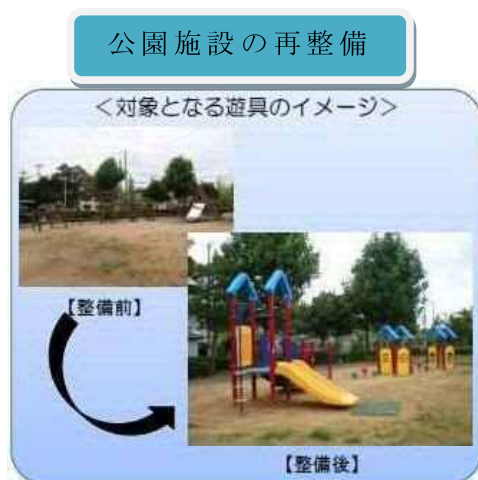 公園施設の再整備
＜対象となる遊具のイメージ＞
【整備前】
【整備後】